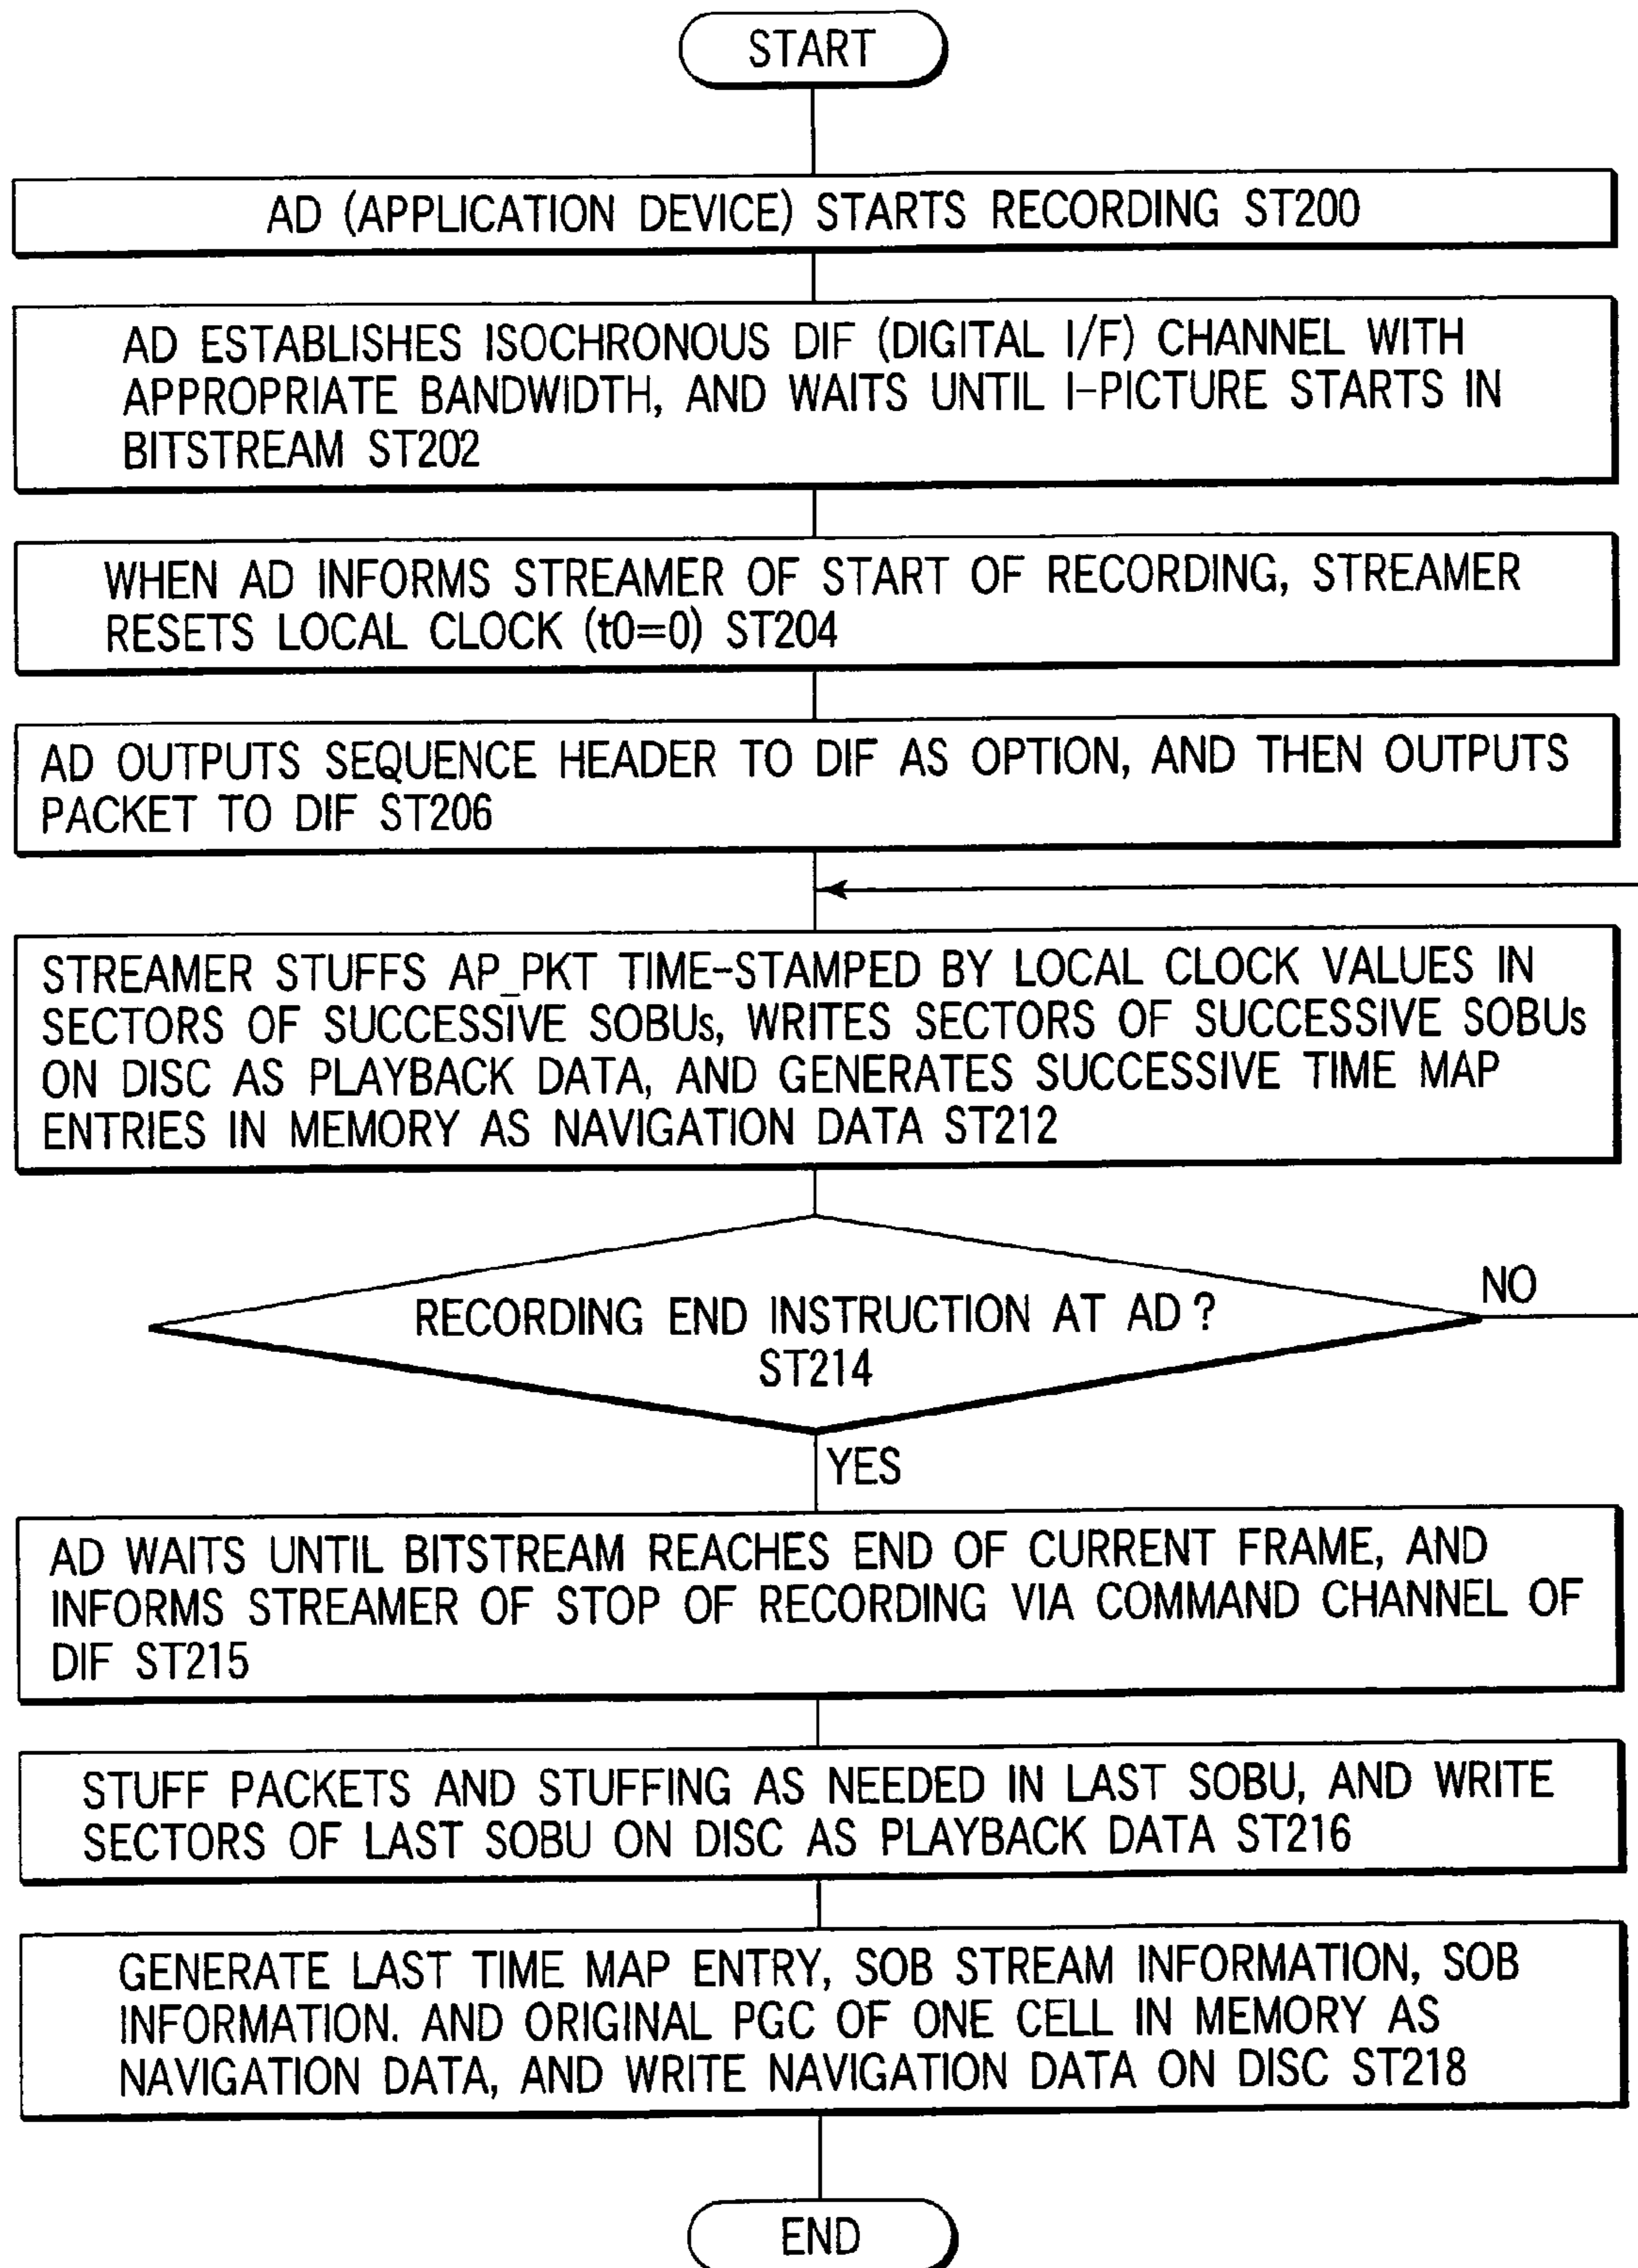 START
AD (APPLICATION DEVICE) STARTS RECORDING ST200
AD ESTABLISHES ISOCHRONOUS DIF (DIGITAL I/F) CHANNEL WITH
APPROPRIATE BANDWIDTH, AND WAITS UNTIL I-PICTURE STARTS IN
BITSTREAM ST202
WHEN AD INFORMS STREAMER OF START OF RECORDING, STREAMER
RESETS LOCAL CLOCK (t0=0) ST204
AD OUTPUTS SEQUENCE HEADER TO DIF AS OPTION, AND THEN OUTPUTS
PACKET TO DIF ST206
STREAMER STUFFS AP_PKT TIME-STAMPED BY LOCAL CLOCK VALUES IN
SECTORS OF SUCCESSIVE SOBUs, WRITES SECTORS OF SUCCESSIVE SOBUs
ON DISC AS PLAYBACK DATA, AND GENERATES SUCCESSIVE TIME MAP
ENTRIES IN MEMORY AS NAVIGATION DATA ST212
NO
RECORDING END INSTRUCTION AT AD ?
ST214
YES
AD WAITS UNTIL BITSTREAM REACHES END OF CURRENT FRAME, AND
INFORMS STREAMER OF STOP OF RECORDING VIA COMMAND CHANNEL OF
DIF ST215
STUFF PACKETS AND STUFFING AS NEEDED IN LAST SOBU, AND WRITE
SECTORS OF LAST SOBU ON DISC AS PLAYBACK DATA ST216
GENERATE LAST TIME MAP ENTRY, SOB STREAM INFORMATION, SOB
INFORMATION. AND ORIGINAL PGC OF ONE CELL IN MEMORY AS
NAVIGATION DATA, AND WRITE NAVIGATION DATA ON DISC ST218
END